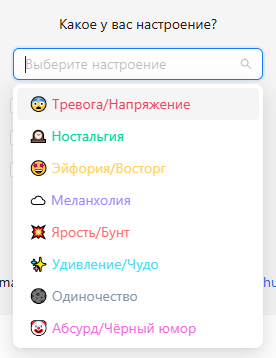 Какое у вас настроение?
Выберите настроение
Тревога/Напряжение
Ностальгия
Эйфория/Восторг
Меланхолия
Ярость/Бунт
Удивление/Чудо
Одиночество
Абсурд/Чёрный юмор